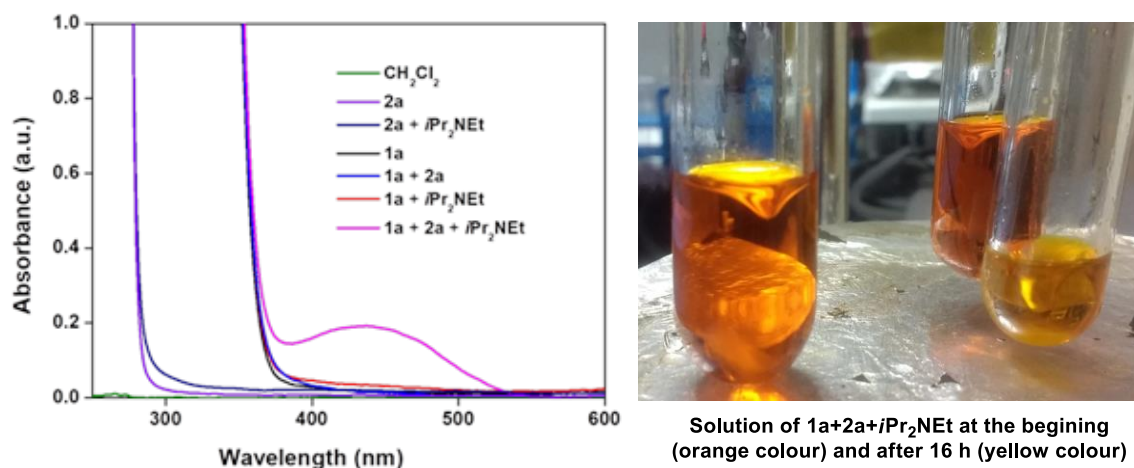 1.0
0.8
0.6
0.4
0.2
0.0
Absorbance (a.u.)
CH₂Cl₂
2a
2a + iPr₂NEt
1a
1a + 2a
1a + iPr₂NEt
1a + 2a + iPr₂NEt
300 400 500 600
Wavelength (nm)
Solution of 1a+2a+iPr₂NEt at the begining
(orange colour) and after 16 h (yellow colour)